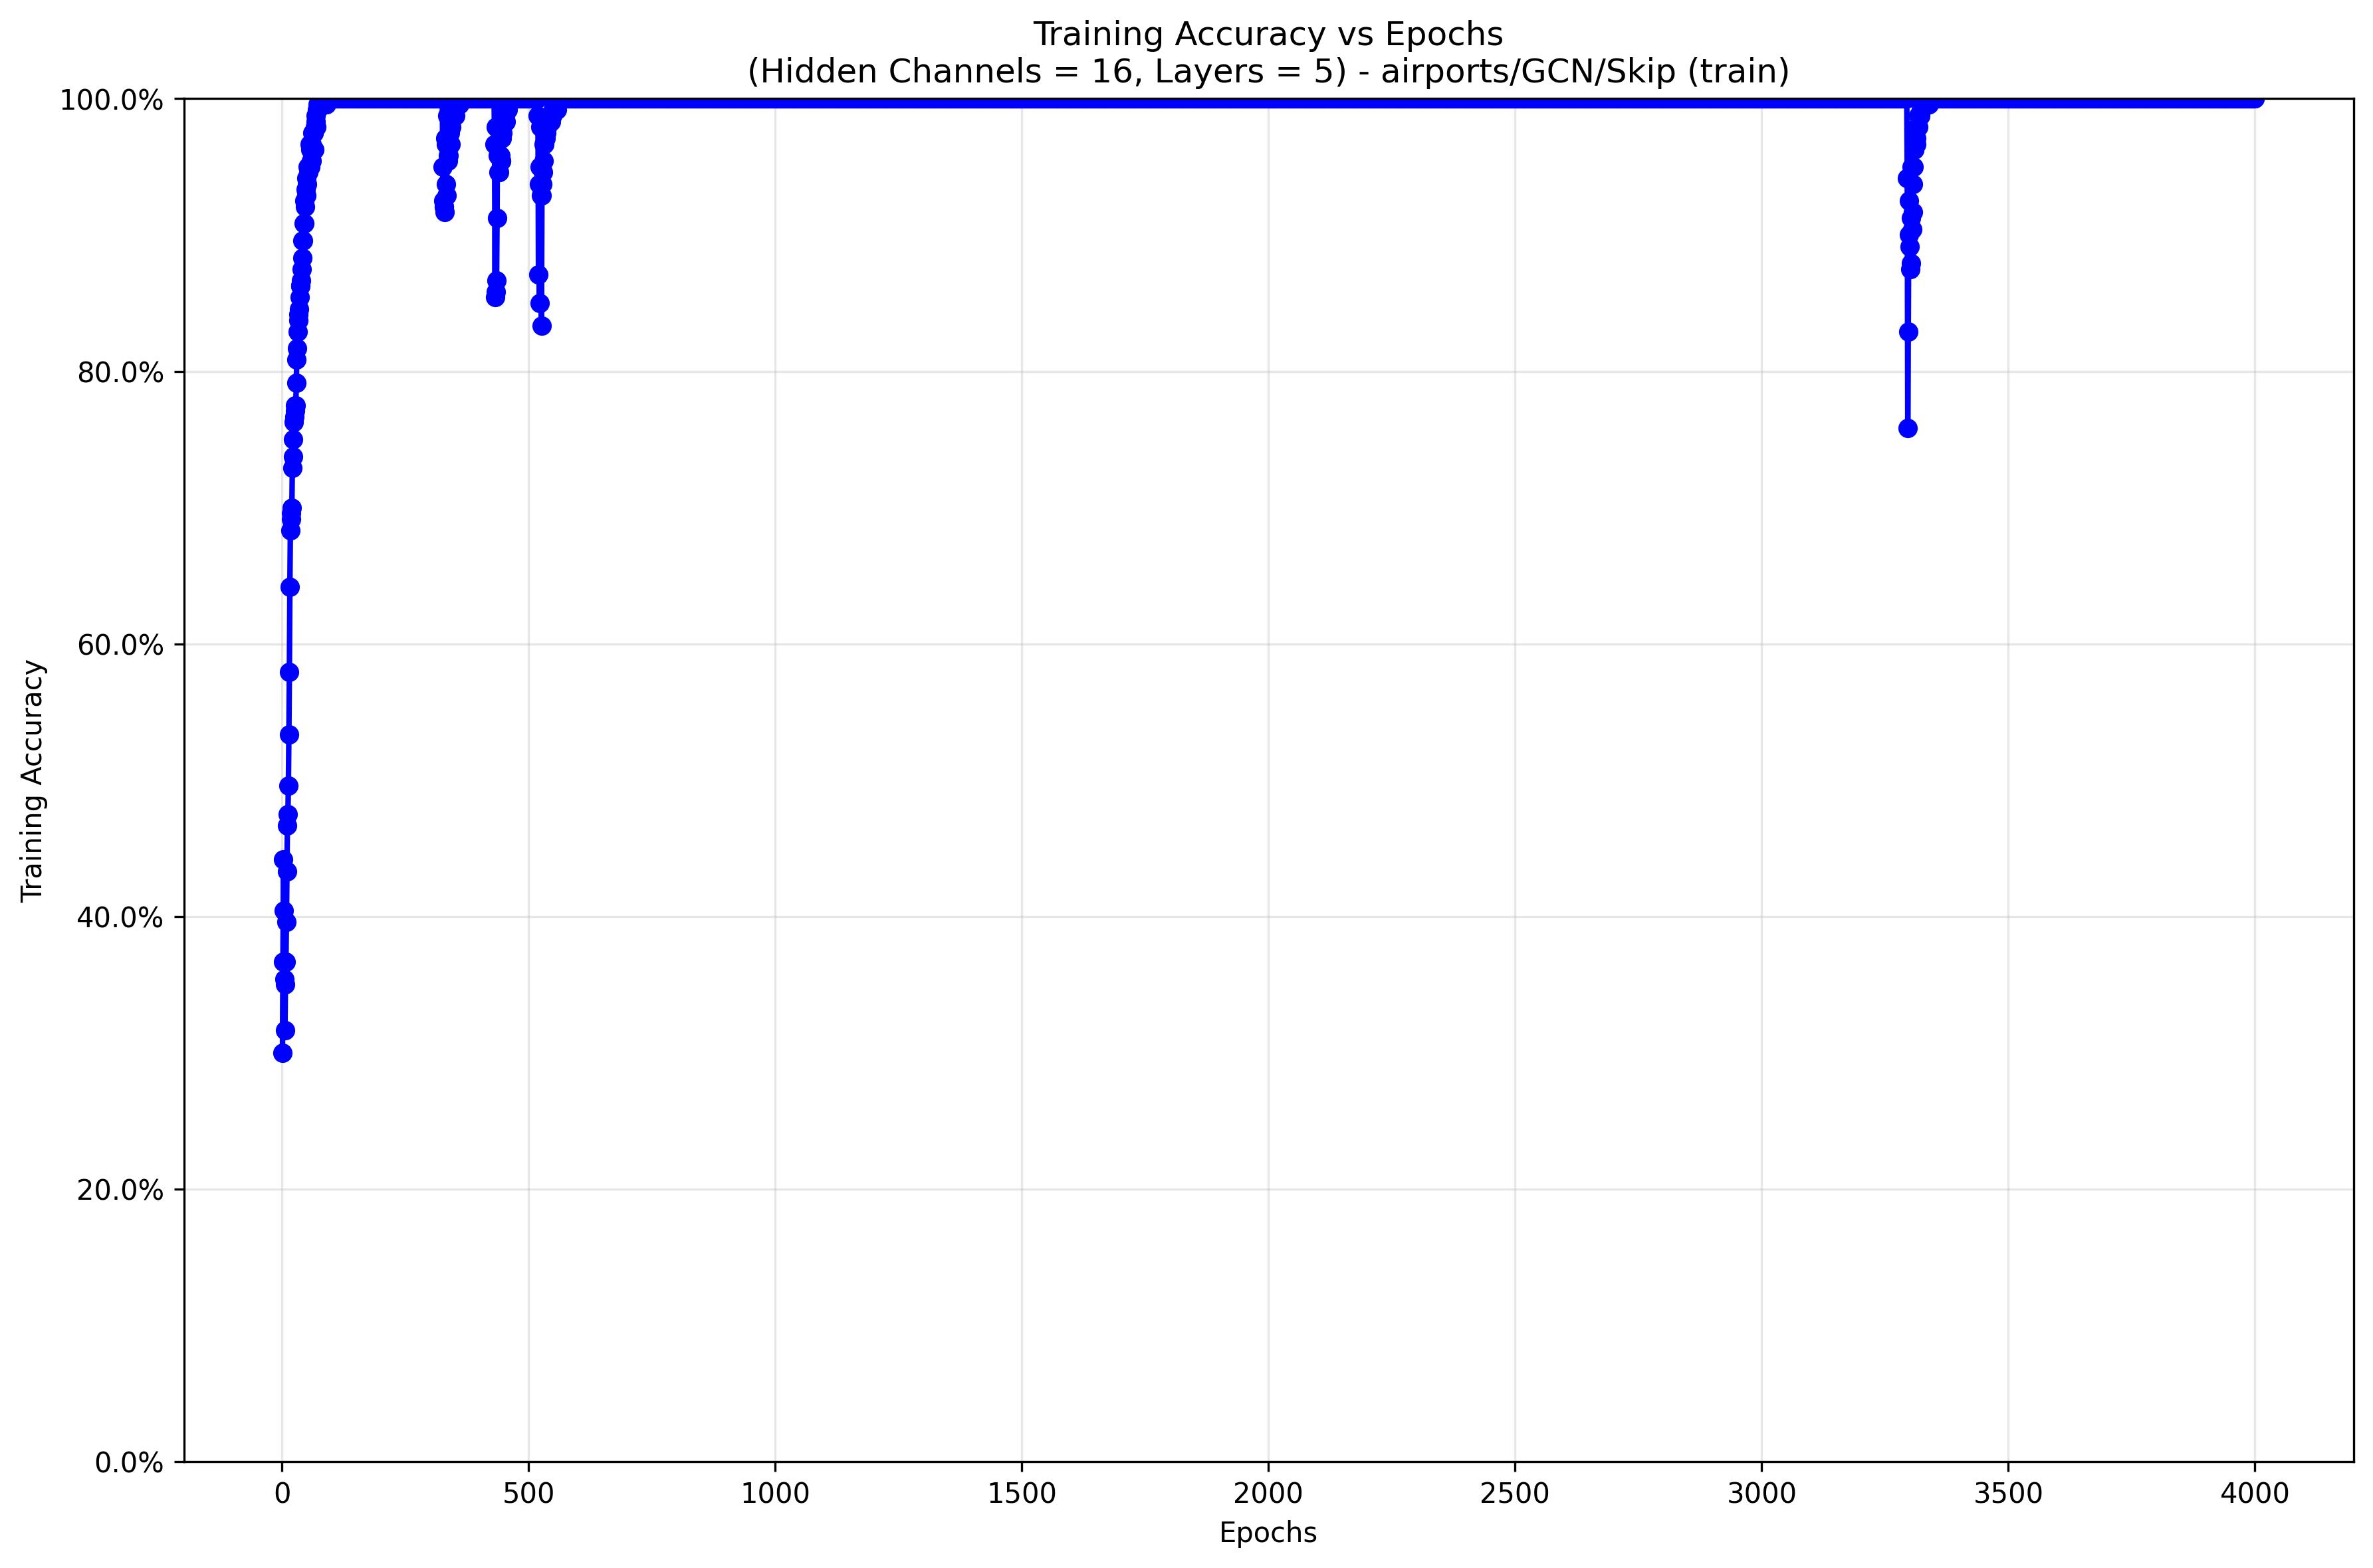 Training Accuracy vs Epochs
(Hidden Channels = 16, Layers = 5) - airports/GCN/Skip (train)
Training Accuracy
100.0%
80.0%
60.0%
40.0%
20.0%
0.0%
0 500 1000 1500 2000 2500 3000 3500 4000
Epochs